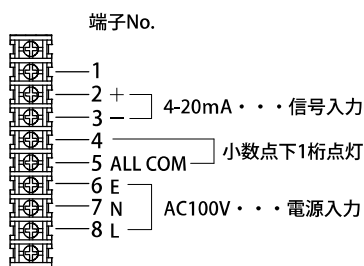 端子No.
1
2 +
3 −
4-20mA・・・信号入力
4
5 ALL COM
小数点下1桁点灯
6 E
7 N
8 L
AC100V・・・電源入力